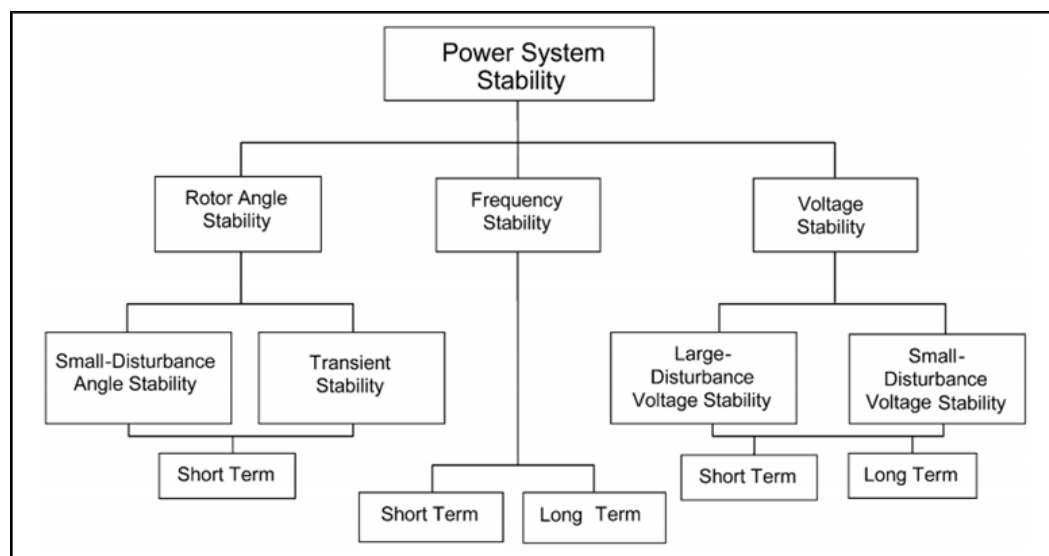 Power System
Stability
Rotor Angle
Stability
Frequency
Stability
Voltage
Stability
Small-Disturbance
Angle Stability
Transient
Stability
Large-
Disturbance
Voltage Stability
Small-
Disturbance
Voltage Stability
Short Term
Short Term
Long Term
Short Term
Long Term